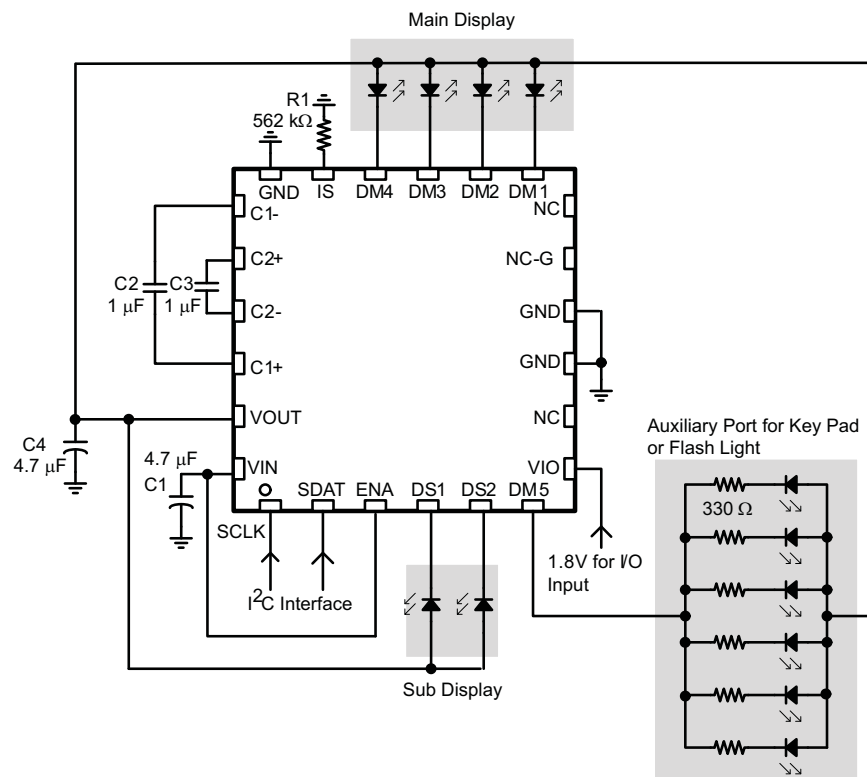 Main Display
R1
562 kΩ
GND
IS
DM4
DM3
DM2
DM1
C1-
NC
C2+
NC-G
C2
1 µF
C3
1 µF
C2-
GND
C1+
GND
VOUT
NC
C4
4.7 µF
4.7 µF
C1
VIN
VIO
SCLK
SDAT
ENA
DS1
DS2
DM5
Auxiliary Port for Key Pad
or Flash Light
330 Ω
1.8V for I/O
Input
I²C Interface
Sub Display